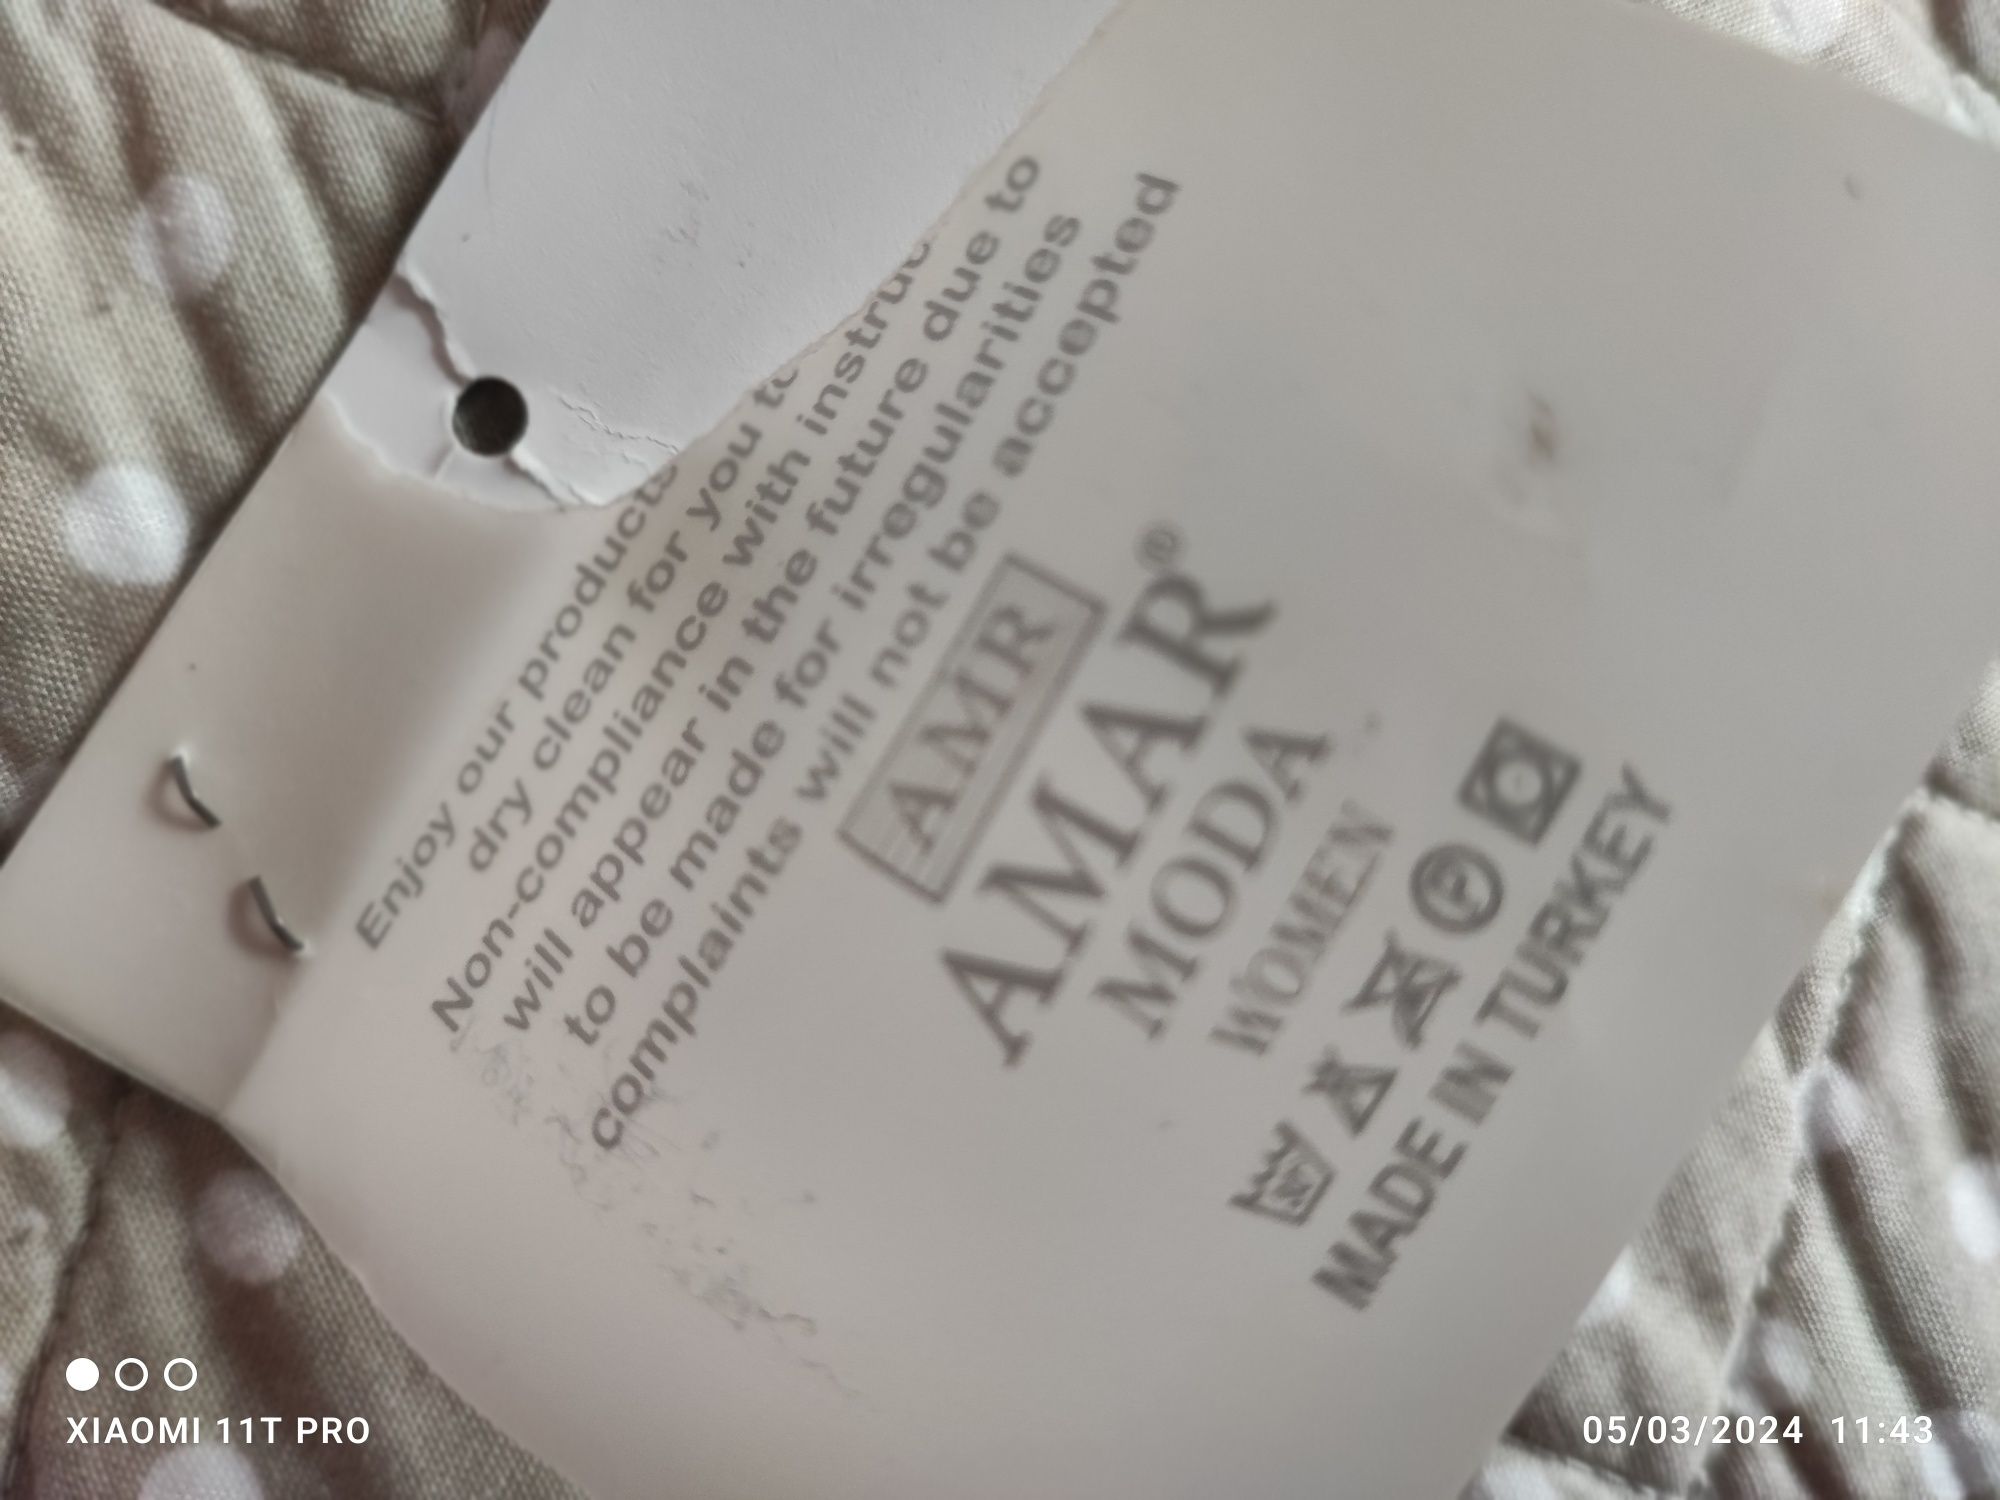 Enjoy our products
dry clean for you to
Non-compliance with instruc
will appear in the future due to
to be made for irregularities
complaints will not be accepted
AMR
AMAR®
MODA
WOMEN
30°
P
MADE IN TURKEY
XIAOMI 11T PRO
05/03/2024 11:43